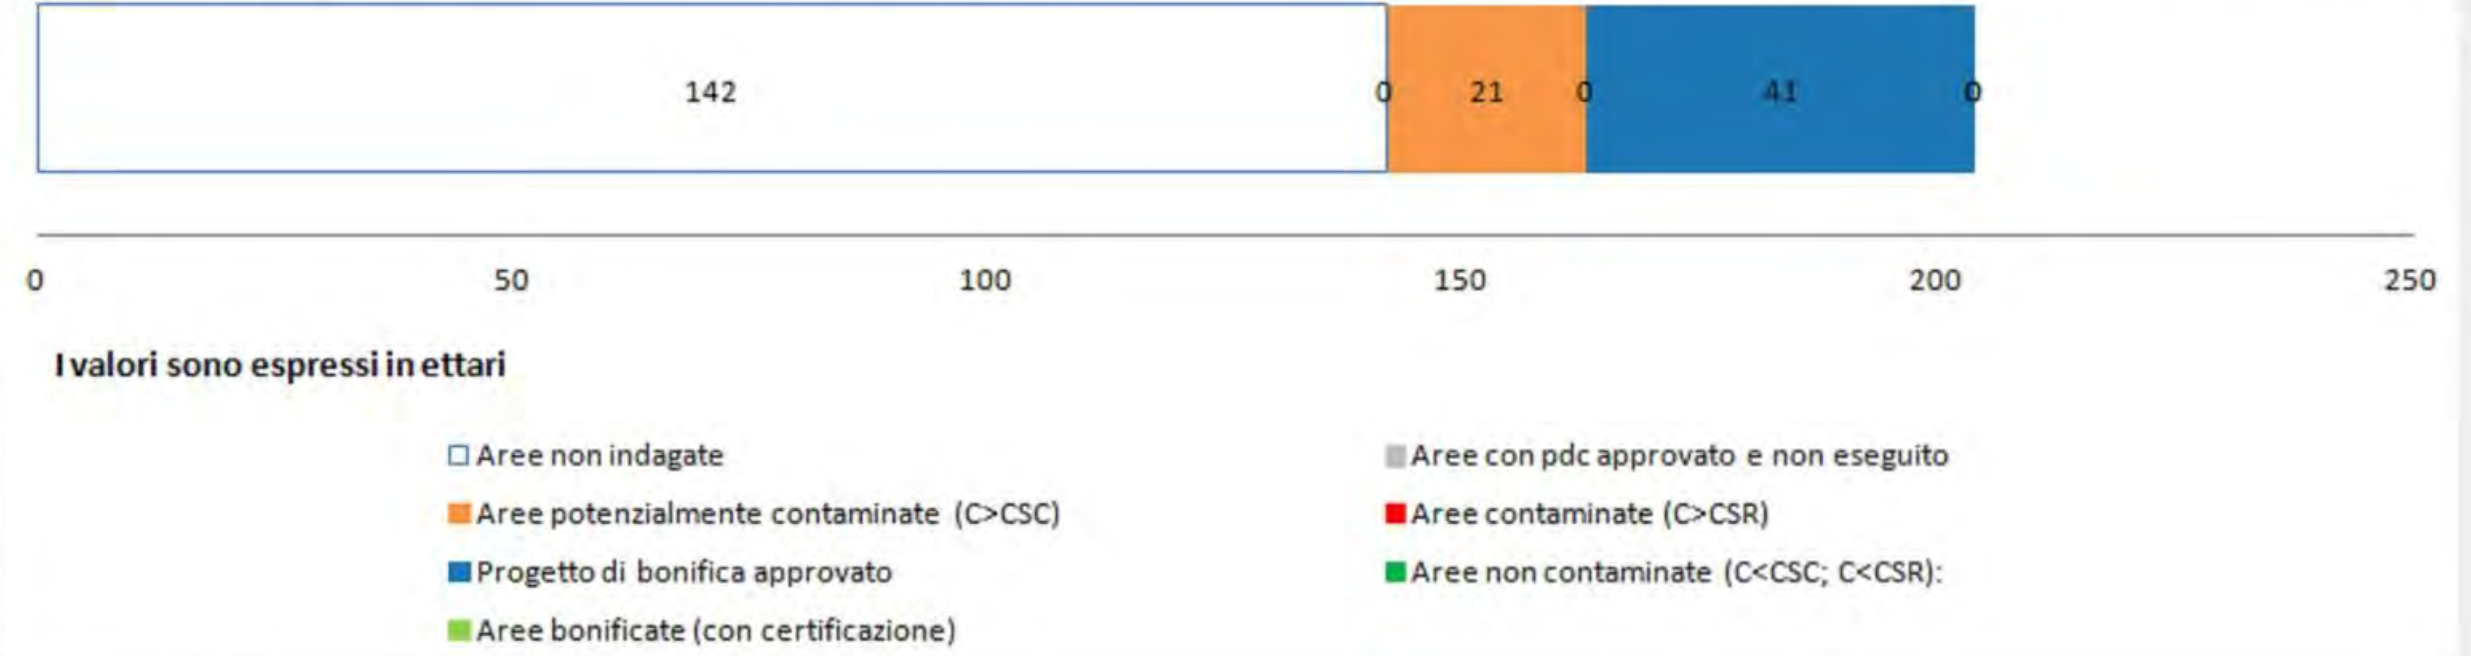 142 0 21 0 41 0
0 50 100 150 200 250
I valori sono espressi in ettari
Aree non indagate Aree con pdc approvato e non eseguito
Aree potenzialmente contaminate (C>CSC) Aree contaminate (C>CSR)
Progetto di bonifica approvato Aree non contaminate (C<CSC; C<CSR):
Aree bonificate (con certificazione)